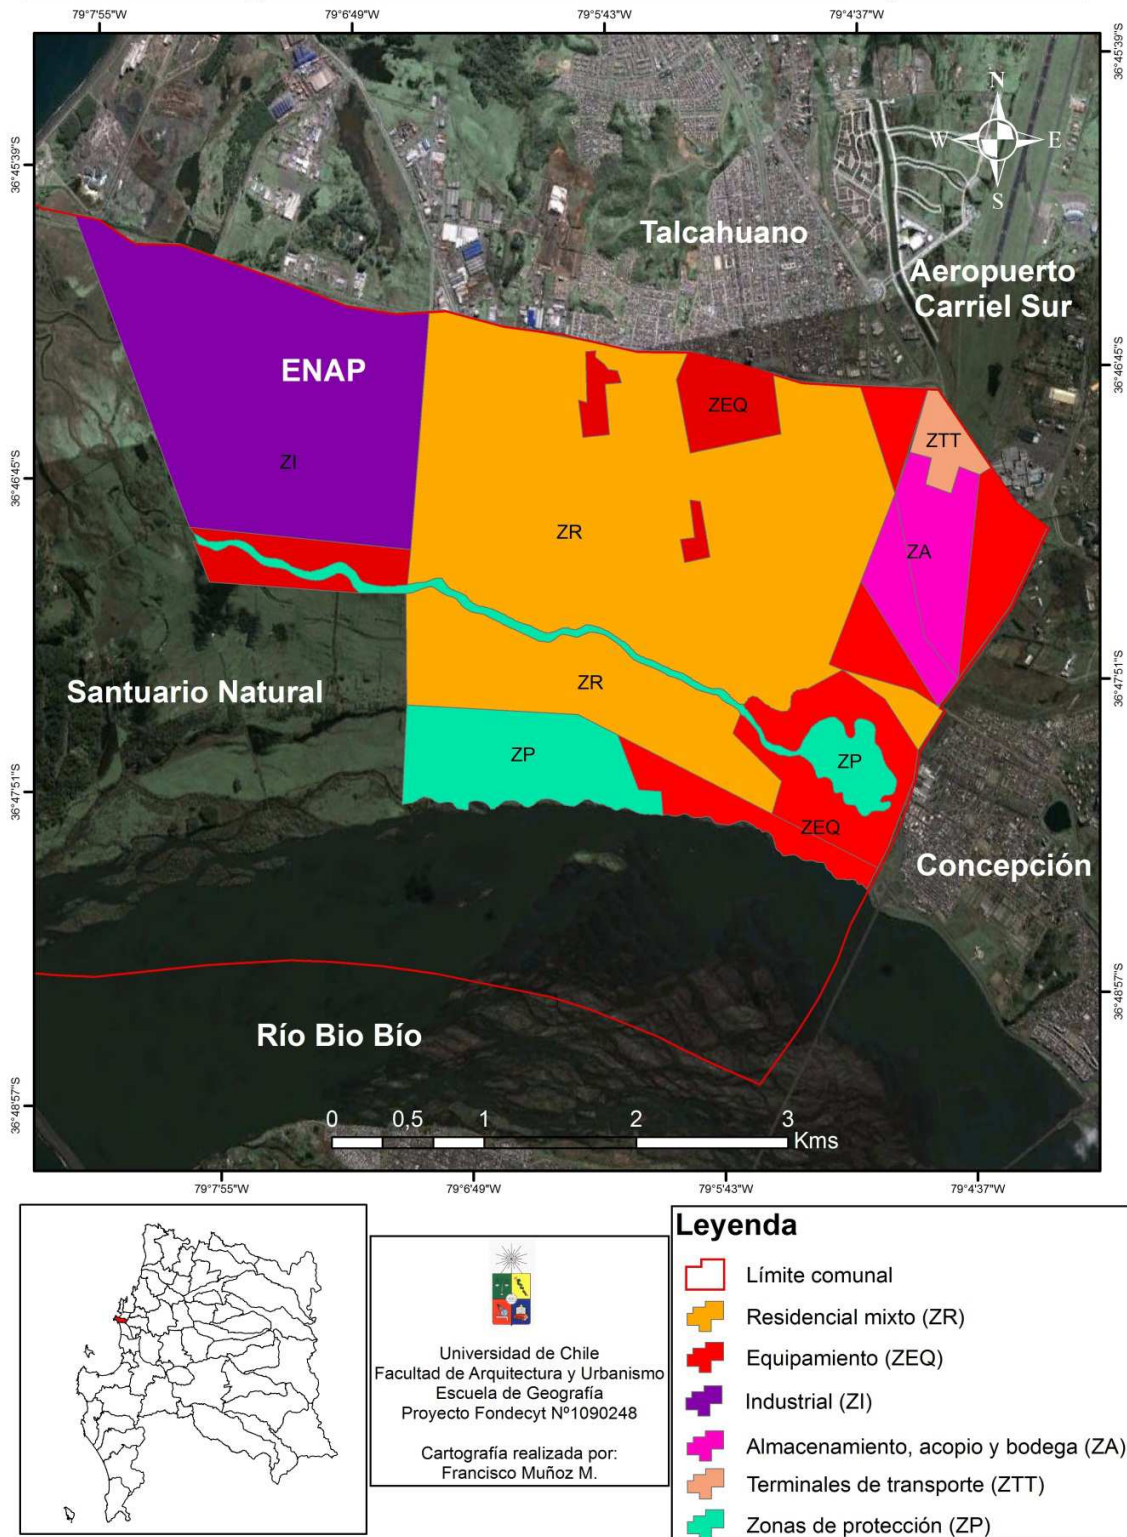 79°7'55"W
79°6'49"W
79°5'43"W
79°4'37"W
36°45'39"S
36°45'39"S
N
W
E
S
Talcahuano
Aeropuerto
Carriel Sur
36°46'45"S
36°46'45"S
ENAP
ZEQ
ZTT
ZI
ZR
ZA
Santuario Natural
ZR
36°47'51"S
36°47'51"S
ZP
ZP
ZEQ
Concepción
36°48'57"S
36°48'57"S
Río Bio Bío
0 0,5 1 2 3
Kms
79°7'55"W
79°6'49"W
79°5'43"W
79°4'37"W
Universidad de Chile
Facultad de Arquitectura y Urbanismo
Escuela de Geografía
Proyecto Fondecyt Nº1090248
Cartografía realizada por:
Francisco Muñoz M.
Leyenda
Límite comunal
Residencial mixto (ZR)
Equipamiento (ZEQ)
Industrial (ZI)
Almacenamiento, acopio y bodega (ZA)
Terminales de transporte (ZTT)
Zonas de protección (ZP)